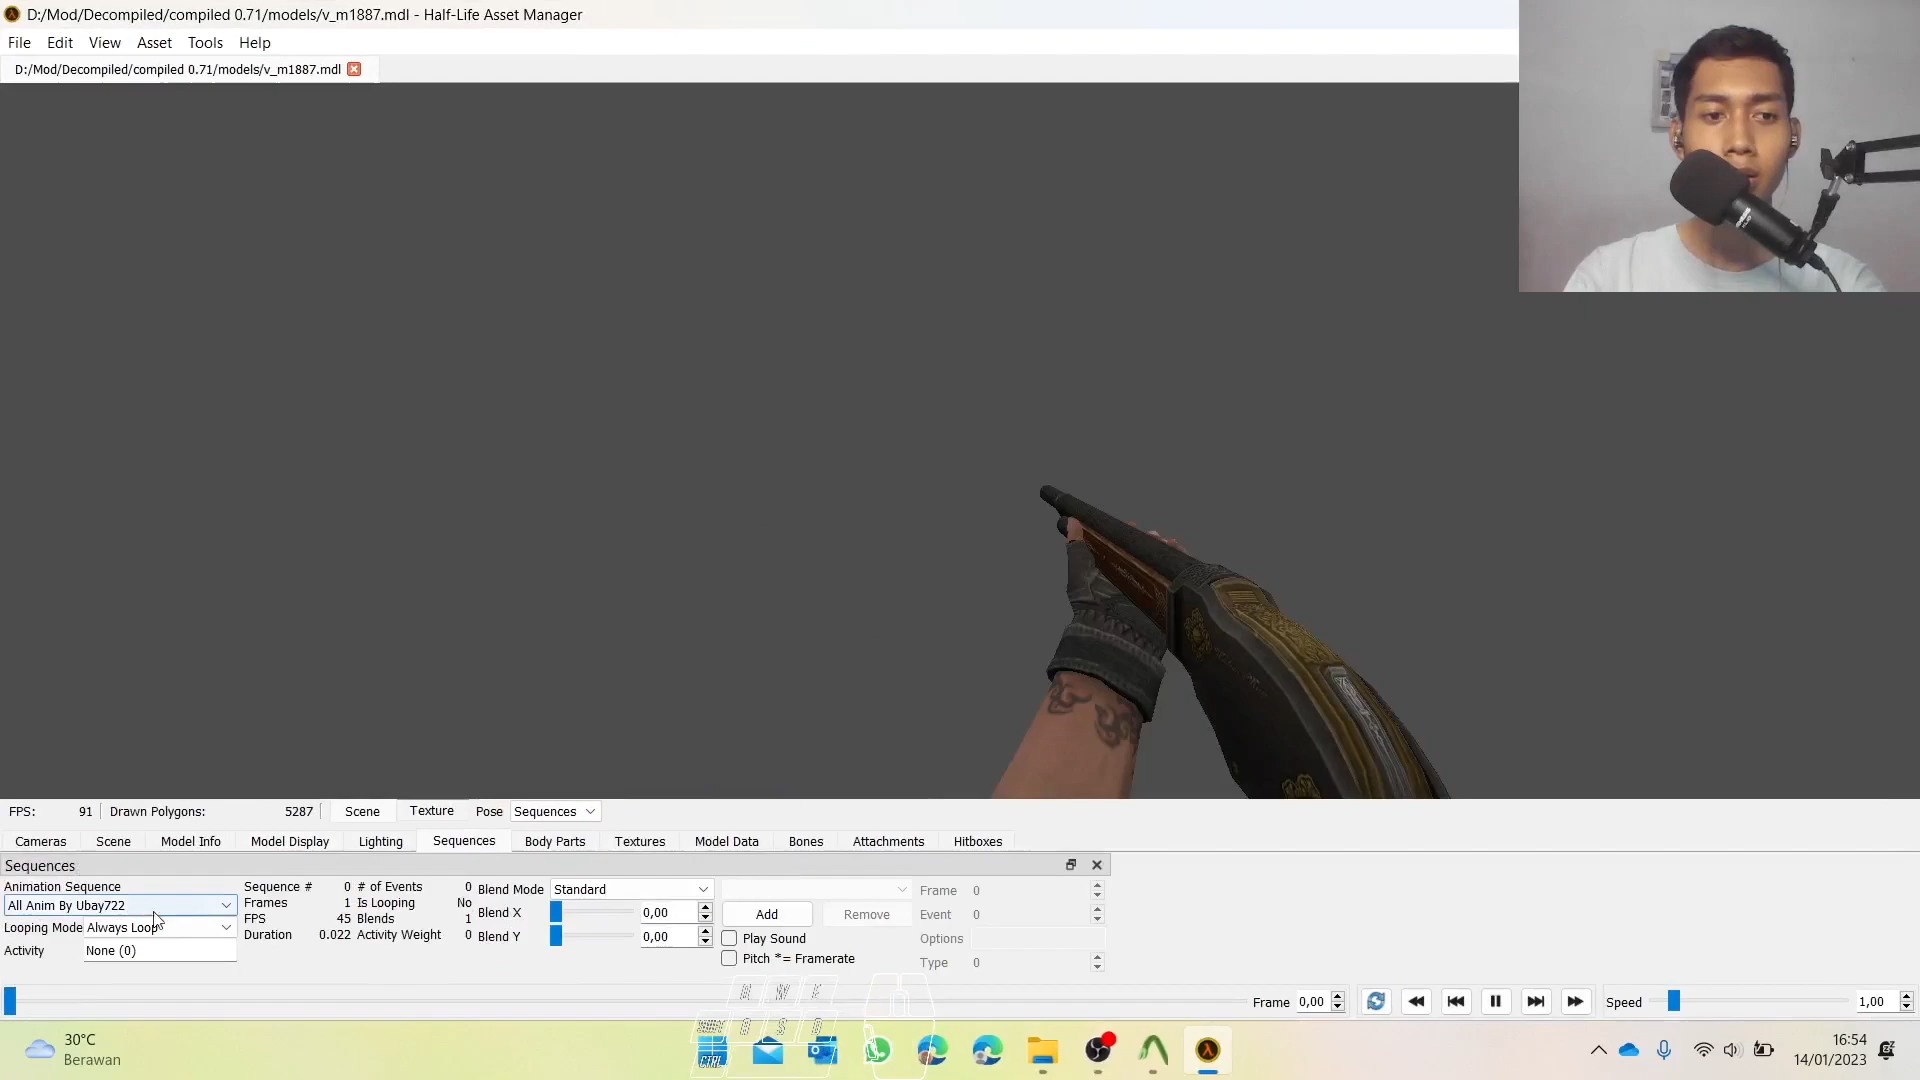 D:/Mod/Decompiled/compiled 0.71/models/v_m1887.mdl - Half-Life Asset Manager
File Edit View Asset Tools Help
D:/Mod/Decompiled/compiled 0.71/models/v_m1887.mdl
FPS: 91 Drawn Polygons: 5287 Scene Texture Pose Sequences
Cameras Scene Model Info Model Display Lighting Sequences Body Parts Textures Model Data Bones Attachments Hitboxes
Sequences
Animation Sequence Sequence # 0 # of Events 0 Blend Mode Standard Frame 0
All Anim By Ubay722 Frames 1 Is Looping No
Looping Mode Always Loop FPS 45 Blends 1 Blend X 0,00 Add Remove Event 0
Activity None (0) Duration 0.022 Activity Weight 0 Blend Y 0,00 Play Sound Options
Pitch *= Framerate Type 0
Frame 0,00 Speed 1,00
W
SHIFT S D
CTRL
30°C
Berawan
16:54
14/01/2023